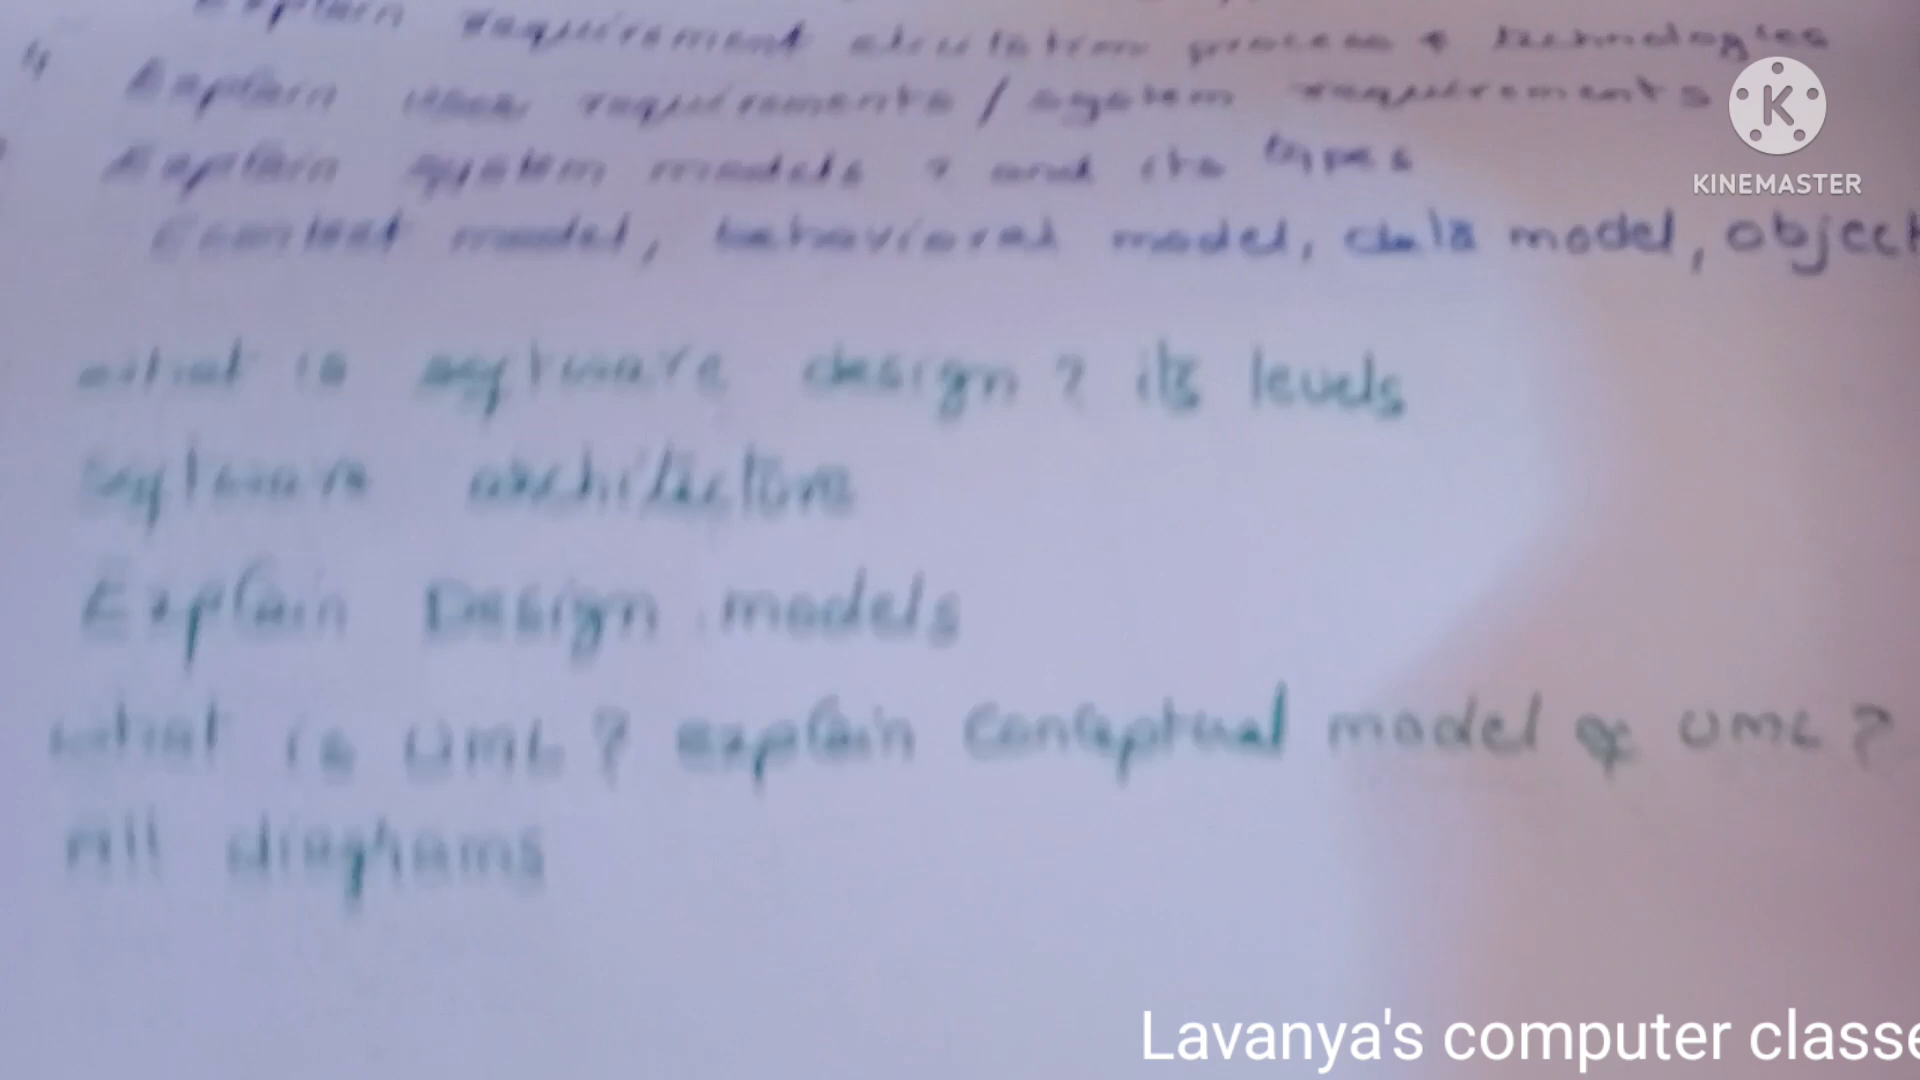 Explain requirement elicitation process & technologies
4 Explain user requirements / system requirements
Explain system models ? and its types
Context model, behavioral model, data model, object
What is software design ? its levels
Software architecture
Explain Design models
What is UML ? explain conceptual model of UML ?
All diagrams
KINEMASTER
Lavanya's computer classe